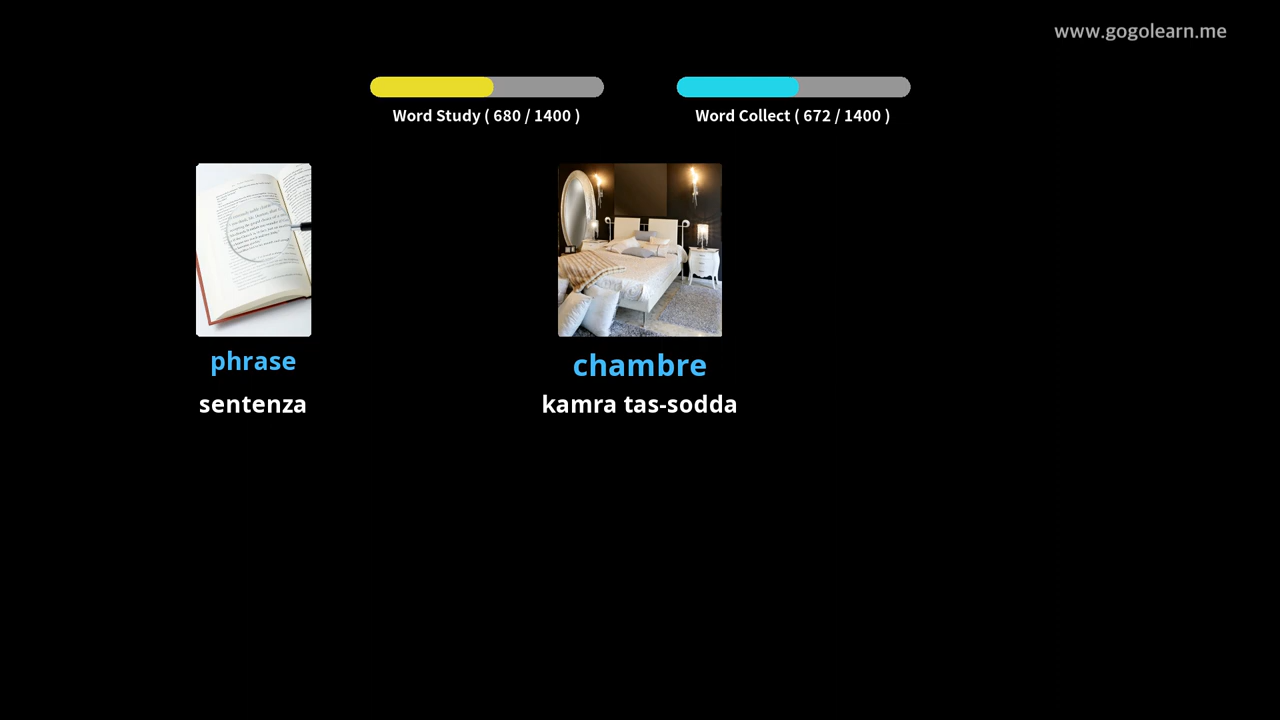 www.gogolearn.me
Word Study ( 680 / 1400 )
Word Collect ( 672 / 1400 )
phrase
sentenza
chambre
kamra tas-sodda